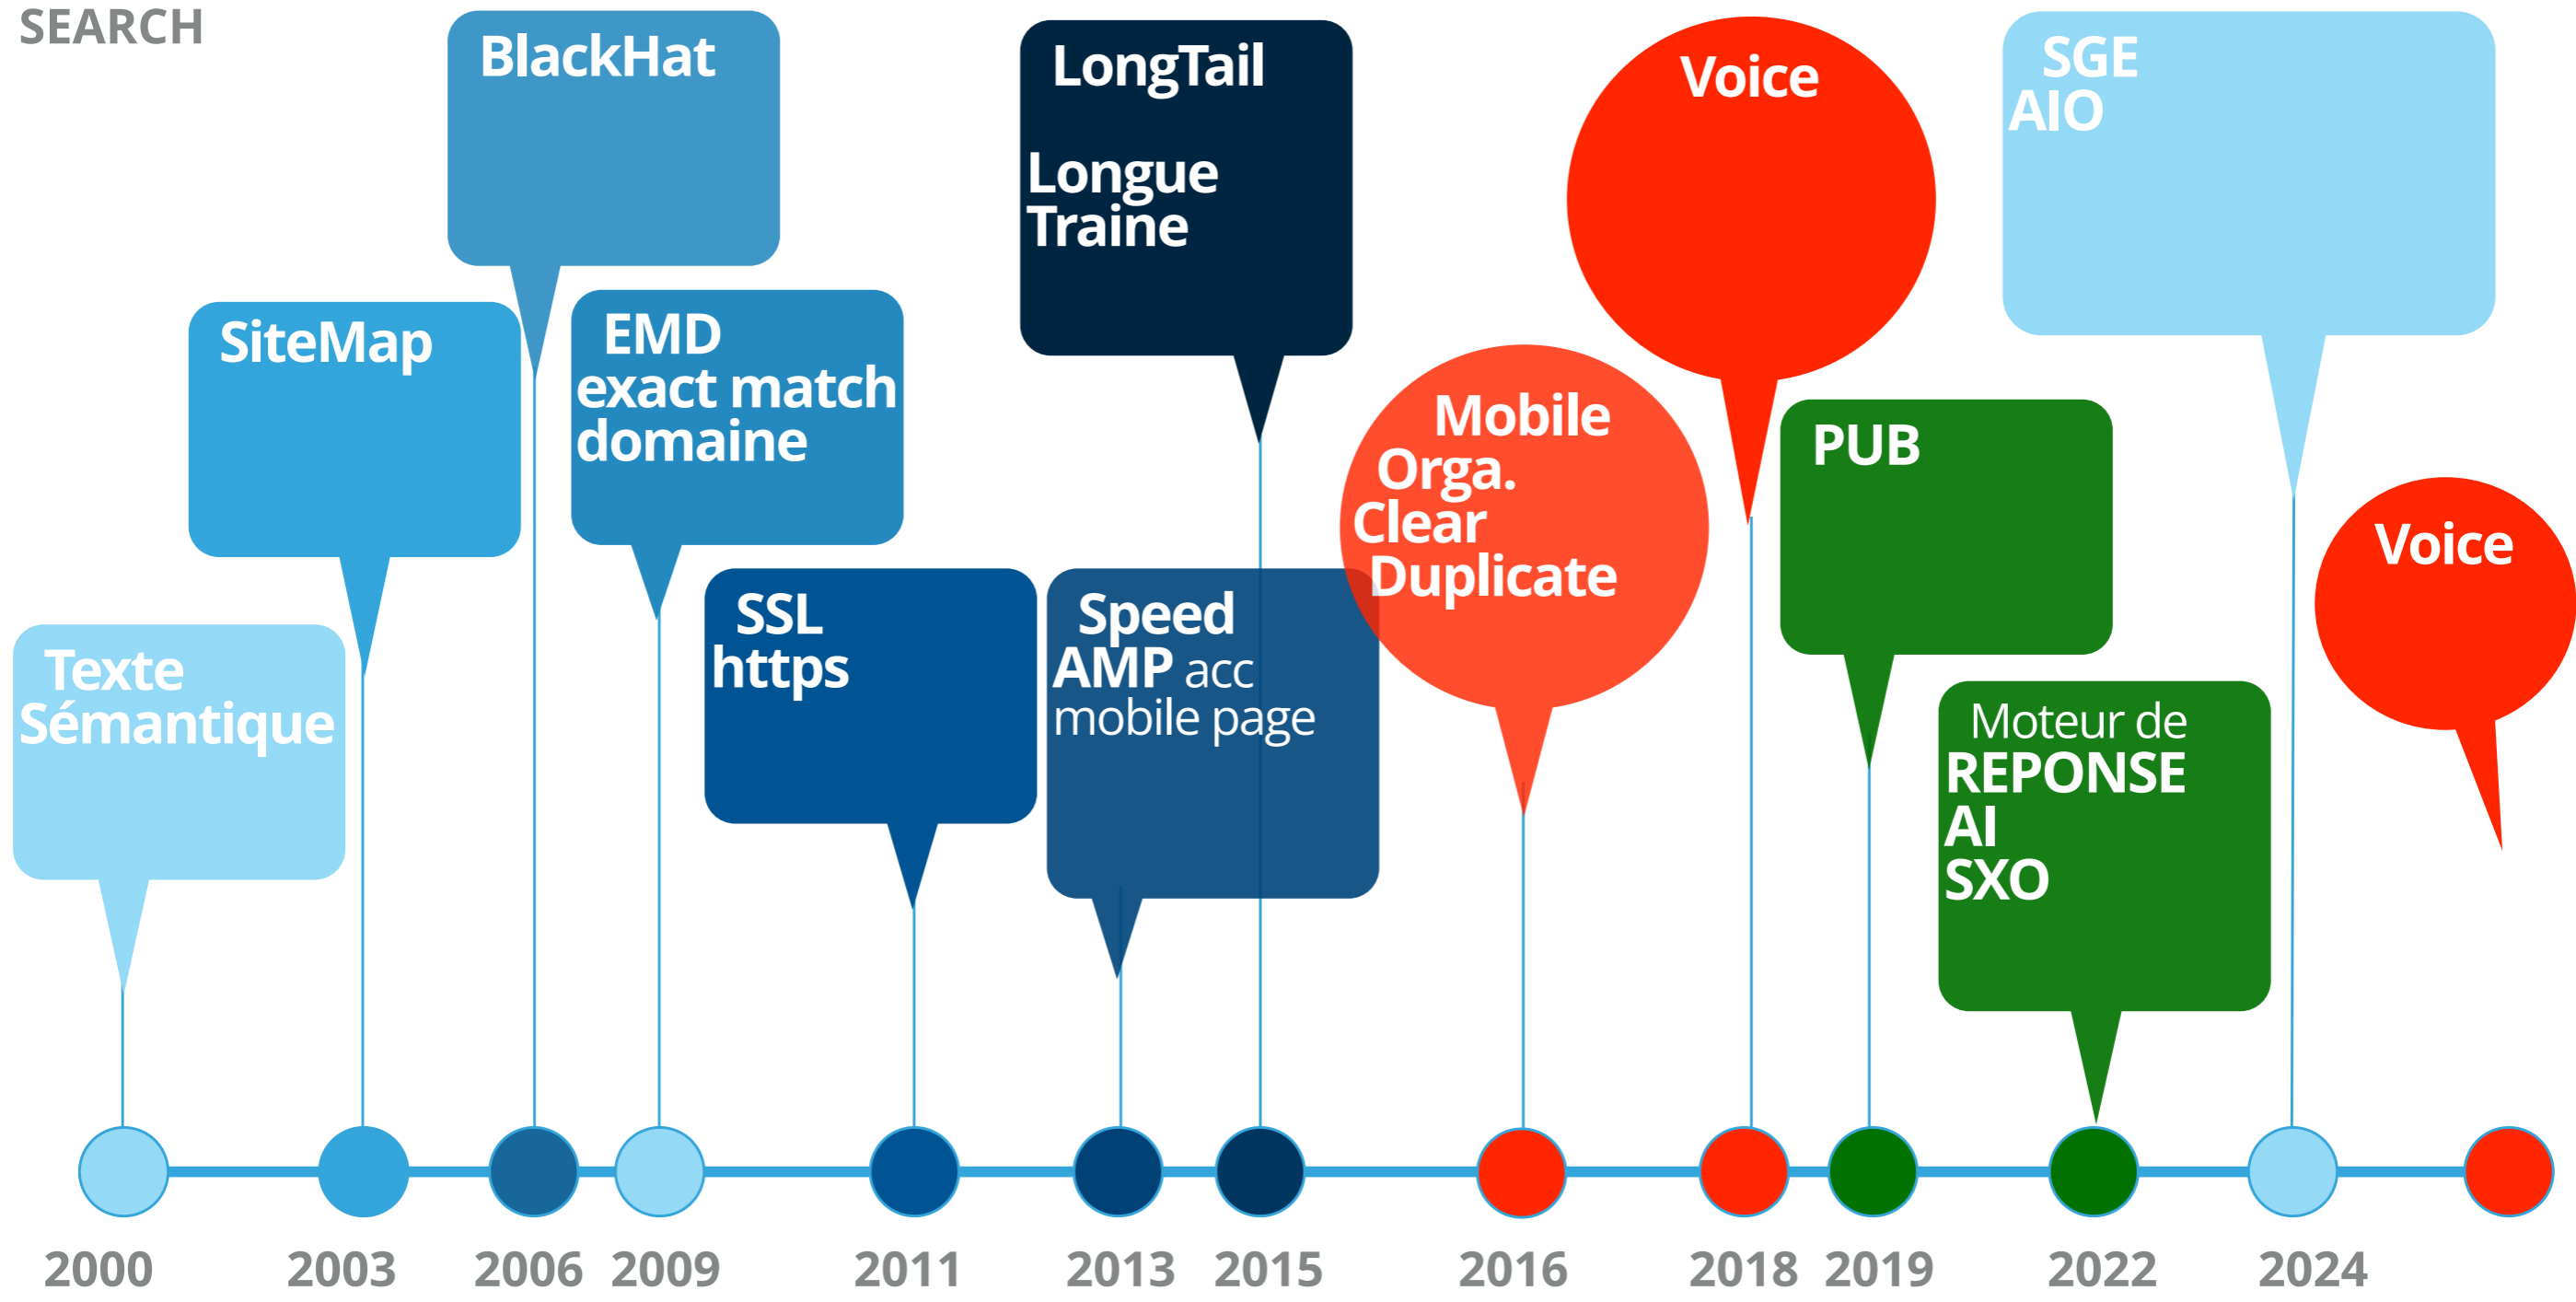 SEARCH
Texte
Sémantique
SiteMap
BlackHat
EMD
exact match
domaine
SSL
https
Speed
AMP acc
mobile page
LongTail
Longue
Traine
Mobile
Orga.
Clear
Duplicate
Voice
PUB
Moteur de
REPONSE
AI
SXO
SGE
AIO
Voice
2000 2003 2006 2009 2011 2013 2015 2016 2018 2019 2022 2024